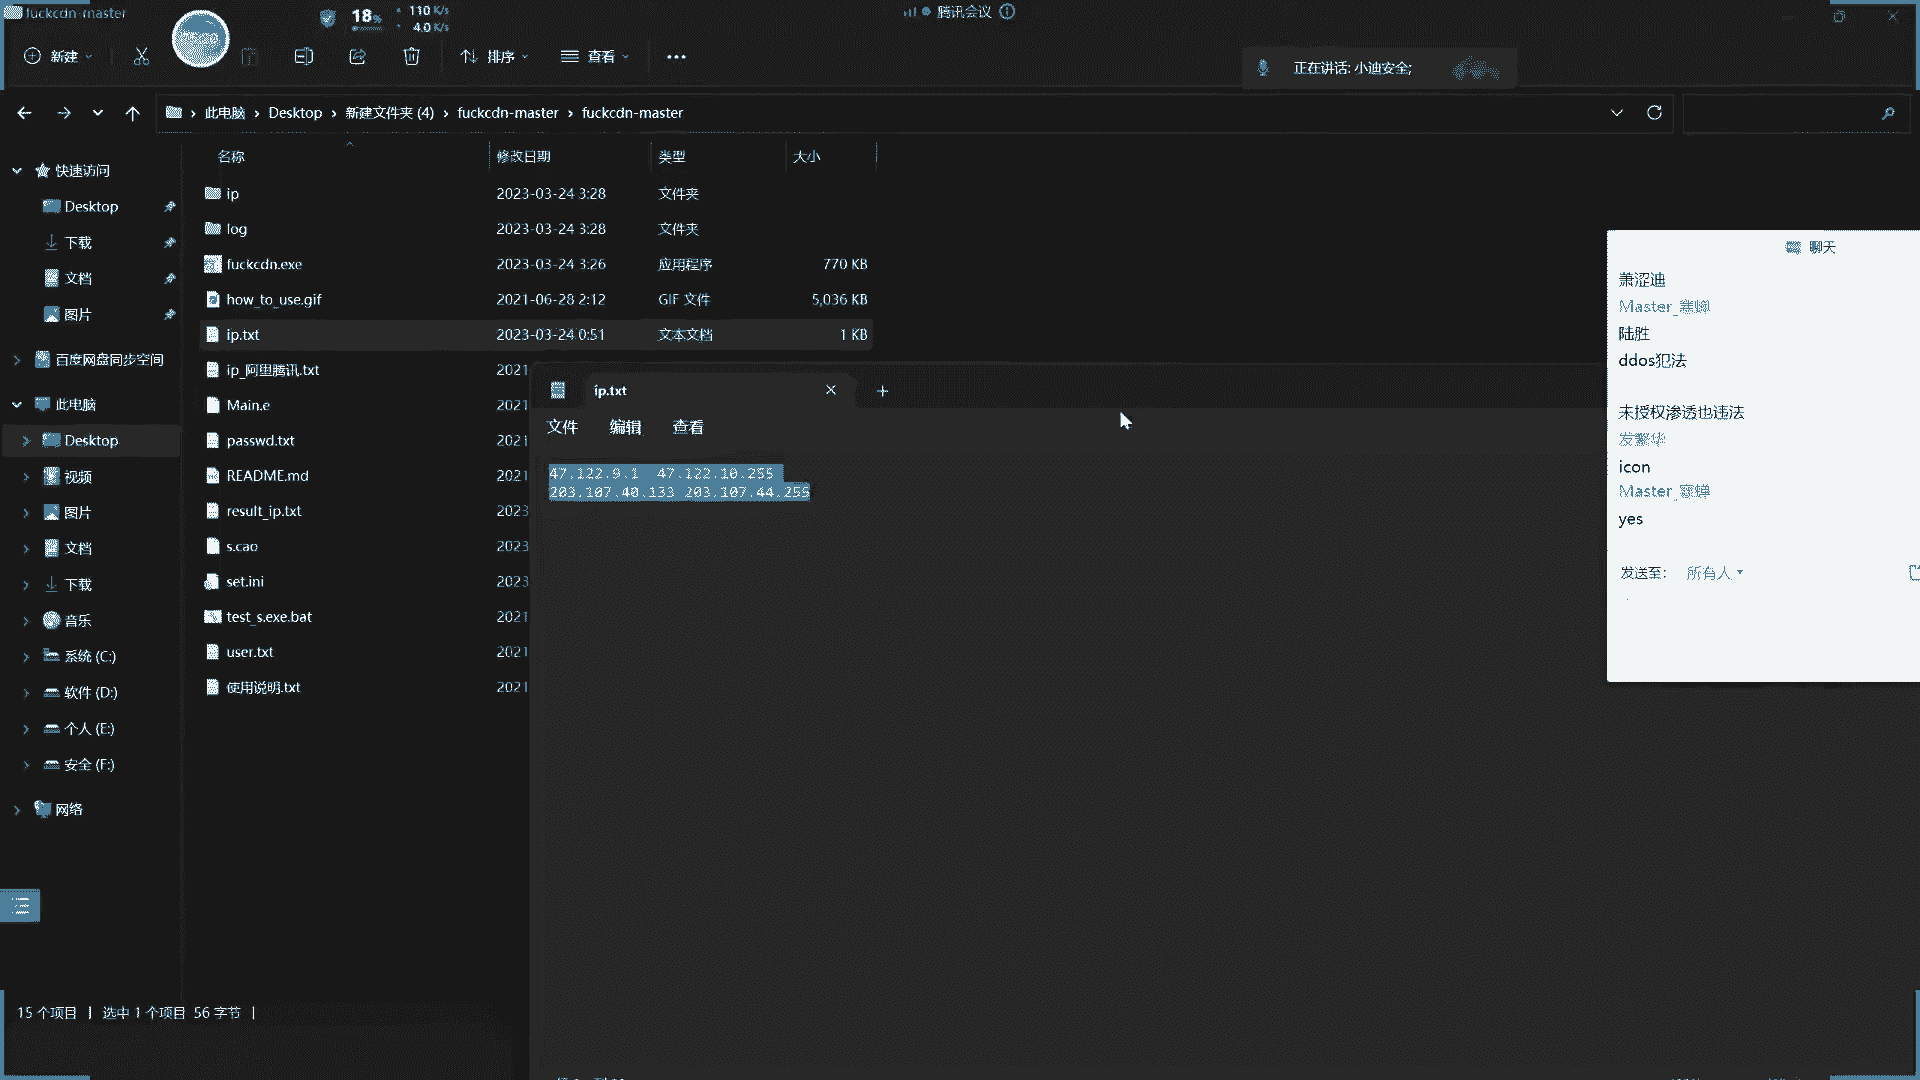 fuckcdn-master
18%
110 K/s
4.0 K/s
腾讯会议
新建
排序
查看
正在讲话: 小迪安全;
此电脑 › Desktop › 新建文件夹 (4) › fuckcdn-master › fuckcdn-master
名称 修改日期 类型 大小
快速访问
Desktop
下载
文档
图片
百度网盘同步空间
此电脑
Desktop
视频
图片
文档
下载
音乐
系统 (C:)
软件 (D:)
个人 (E:)
安全 (F:)
网络
ip 2023-03-24 3:28 文件夹
log 2023-03-24 3:28 文件夹
fuckcdn.exe 2023-03-24 3:26 应用程序 770 KB
how_to_use.gif 2021-06-28 2:12 GIF 文件 5,036 KB
ip.txt 2023-03-24 0:51 文本文档 1 KB
ip_阿里腾讯.txt 2021
Main.e 2021
passwd.txt 2021
README.md 2021
result_ip.txt 2023
s.cao 2023
set.ini 2023
test_s.exe.bat 2021
user.txt 2021
使用说明.txt 2021
ip.txt
文件 编辑 查看
47.122.9.1 47.122.10.255
203.107.40.133 203.107.44.255
聊天
萧涩迪
陆胜
ddos犯法
未授权渗透也违法
发繁华
icon
yes
发送至: 所有人
15 个项目 | 选中 1 个项目 56 字节 |